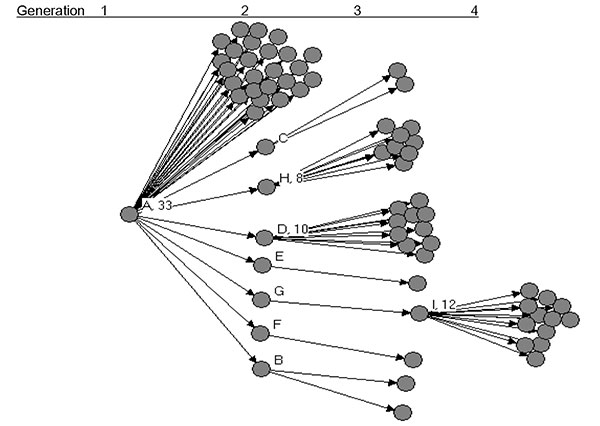 Generation 1 2 3 4
C
H, 8
A, 33
D, 10
E
G
I, 12
F
B